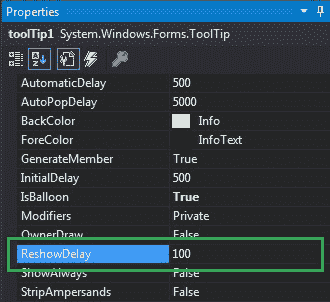 Properties
toolTip1 System.Windows.Forms.ToolTip
AutomaticDelay 500
AutoPopDelay 5000
BackColor Info
ForeColor InfoText
GenerateMember True
InitialDelay 500
IsBalloon True
Modifiers Private
OwnerDraw False
ReshowDelay 100
ShowAlways False
StripAmpersands False